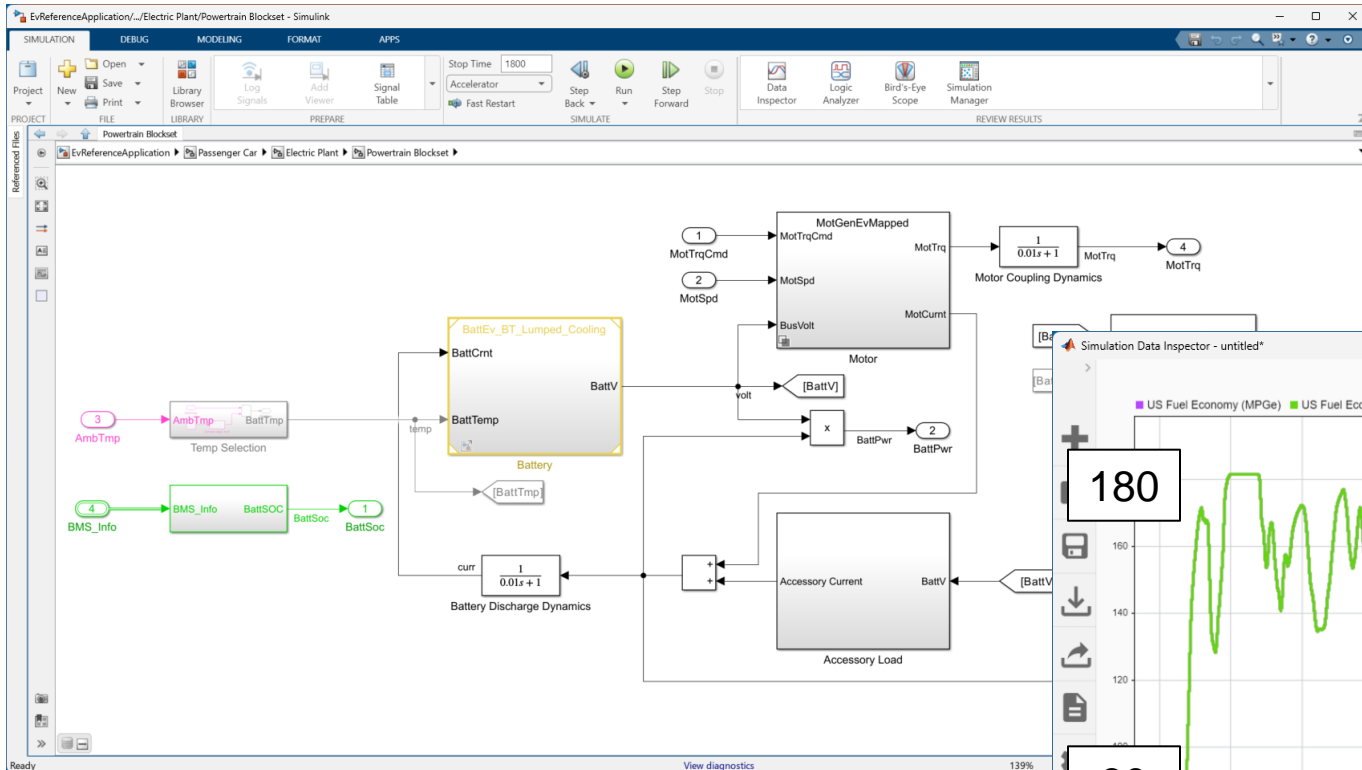 EvReferenceApplication/.../Electric Plant/Powertrain Blockset - Simulink
SIMULATION DEBUG MODELING FORMAT APPS
Project
New
Open
Save
Print
Library
Browser
Log
Signals
Add
Viewer
Signal
Table
Stop Time 1800
Accelerator
Fast Restart
Step
Back
Run
Step
Forward
Stop
Data
Inspector
Logic
Analyzer
Bird's-Eye
Scope
Simulation
Manager
PROJECT FILE LIBRARY PREPARE SIMULATE REVIEW RESULTS
Referenced Files
Powertrain Blockset
EvReferenceApplication Passenger Car Electric Plant Powertrain Blockset
1
MotTrqCmd
2
MotSpd
MotGenEvMapped
MotTrqCmd
MotTrq
MotSpd
MotCurnt
BusVolt
Motor
1
0.01s + 1
Motor Coupling Dynamics
MotTrq
4
MotTrq
BattEv_BT_Lumped_Cooling
BattCrnt
BattV
BattTemp
Battery
volt
[BattV]
x
BattPwr
2
BattPwr
3
AmbTmp
AmbTmp BattTmp
Temp Selection
temp
[BattTmp]
4
BMS_Info
BMS_Info BattSOC
BattSoc
1
BattSoc
curr
1
0.01s + 1
Battery Discharge Dynamics
+
+
Accessory Current BattV
Accessory Load
[BattV
[Ba
[Bat
Simulation Data Inspector - untitled*
US Fuel Economy (MPGe) US Fuel Eco
180
160
140
120
Ready View diagnostics 139%